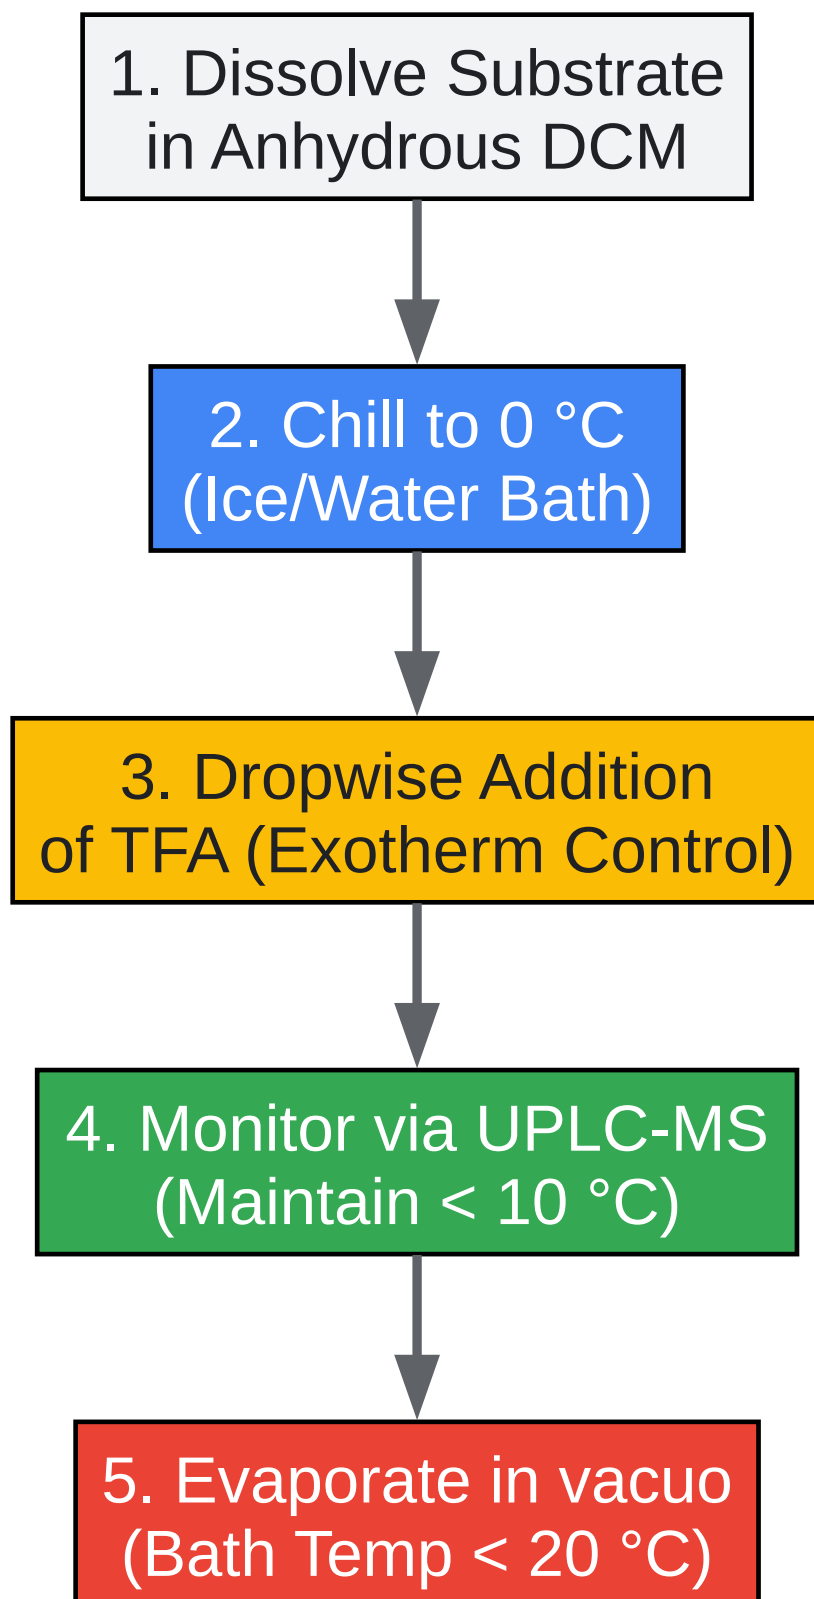 1. Dissolve Substrate
in Anhydrous DCM
2. Chill to 0 °C
(Ice/Water Bath)
3. Dropwise Addition
of TFA (Exotherm Control)
4. Monitor via UPLC-MS
(Maintain < 10 °C)
5. Evaporate in vacuo
(Bath Temp < 20 °C)